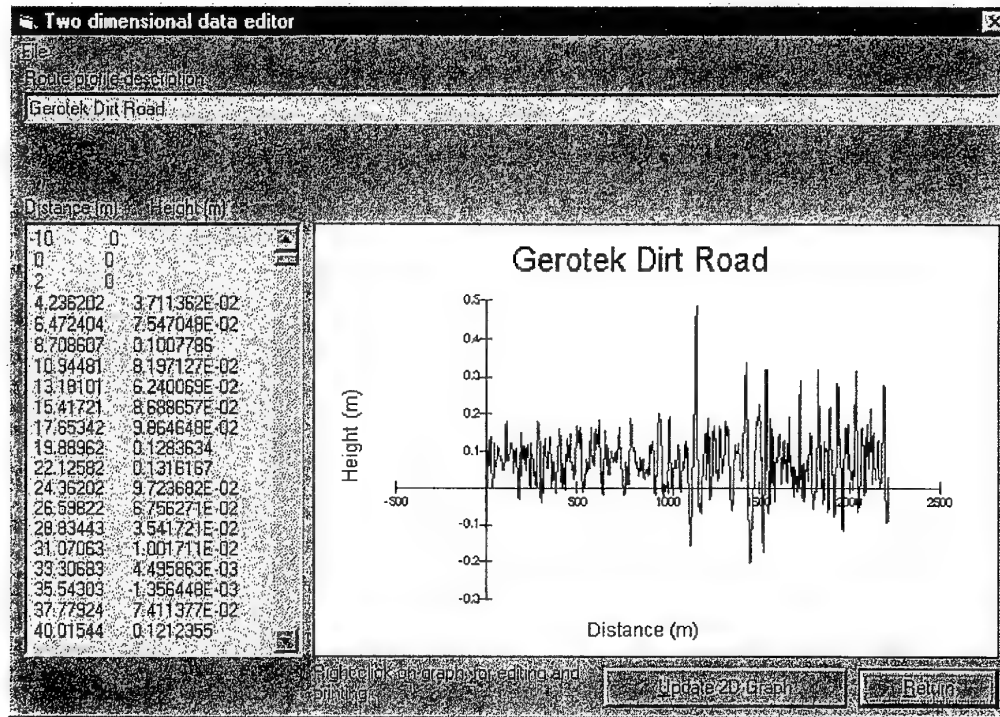 Two dimensional data editor
File
Route profile description
Gerotek Dirt Road
Distance (m) Height (m)
-10 0
0 0
2 0
4.236202 3.711362E-02
6.472404 7.547048E-02
8.708607 0.1007786
10.94481 8.197127E-02
13.18101 6.240069E-02
15.41721 8.688657E-02
17.65342 9.864648E-02
19.88962 0.1283634
22.12582 0.1316167
24.36202 9.723682E-02
26.59822 6.756271E-02
28.83443 3.541721E-02
31.07063 1.001711E-02
33.30683 4.495863E-03
35.54303 1.356448E-03
37.77924 7.411377E-02
40.01544 0.1212355
Gerotek Dirt Road
Height (m)
0.5
0.4
0.3
0.2
0.1
-0.1
-0.2
-0.3
-500 500 1000 1500 2000 2500
Distance (m)
Right click on graph, for editing and
printing
Update 2D Graph
Return